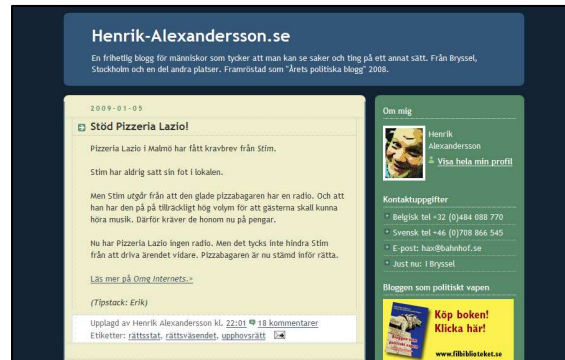 Henrik-Alexandersson.se
En frihetlig blogg för människor som tycker att man kan se saker och ting på ett annat sätt. Från Bryssel,
Stockholm och en del andra platser. Framröstad som "Årets politiska blogg" 2008.
2009-01-05
Stöd Pizzeria Lazio!
Pizzeria Lazio i Malmö har fått kravbrev från Stim.
Stim har aldrig satt sin fot i lokalen.
Men Stim utgår från att den glade pizzabagaren har en radio. Och att
han har den på på tillräckligt hög volym för att gästerna skall kunna
höra musik. Därför kräver de honom nu på pengar.
Nu har Pizzeria Lazio ingen radio. Men det tycks inte hindra Stim
från att driva ärendet vidare. Pizzabagaren är nu stämd inför rätta.
Läs mer på Omg Internets.>
(Tipstack: Erik)
Upplagd av Henrik Alexandersson kl. 22:01 18 kommentarer
Etiketter: rättsstat, rättsväsendet, upphovsrätt
Om mig
Henrik
Alexandersson
Visa hela min profil
Kontaktuppgifter
Belgisk tel +32 (0)484 088 770
Svensk tel +46 (0)708 866 545
E-post: hax@bahnhof.se
Just nu: I Bryssel
Bloggen som politiskt vapen
Köp boken!
Klicka här!
www.filbiblioteket.se